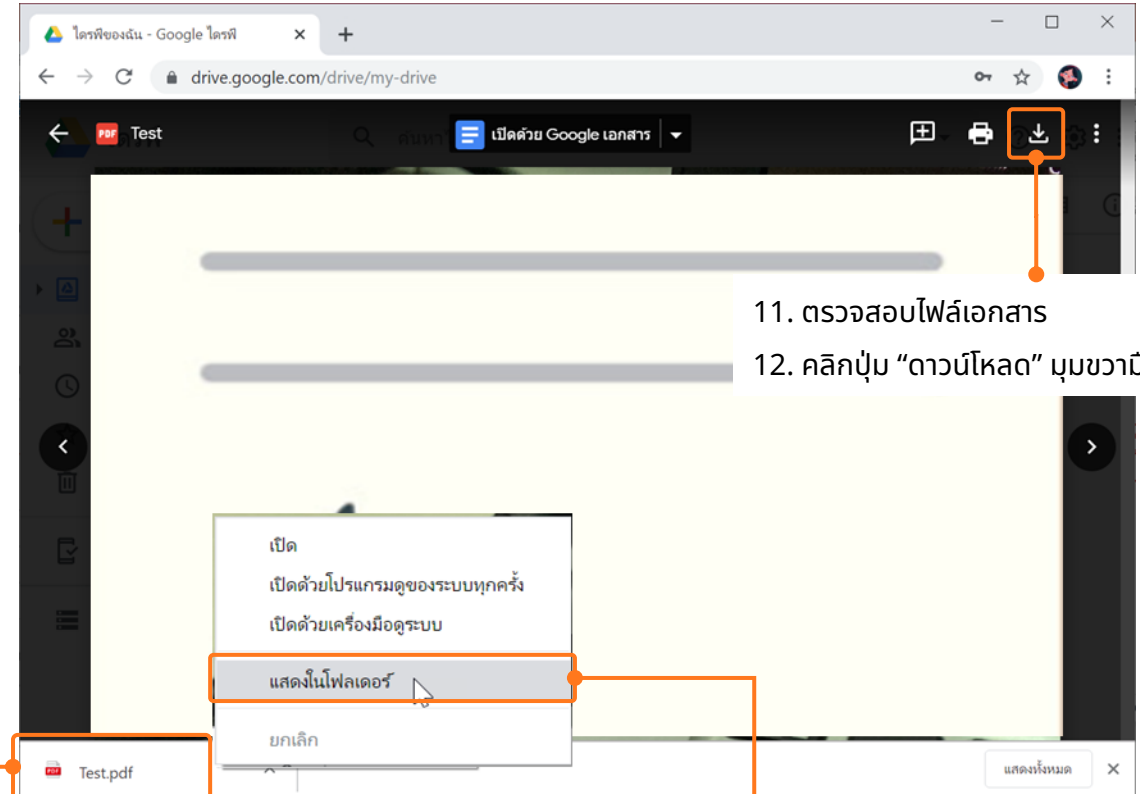 ไดรฟ์ของฉัน - Google ไดรฟ์
drive.google.com/drive/my-drive
PDF Test
เปิดด้วย Google เอกสาร
11. ตรวจสอบไฟล์เอกสาร
12. คลิกปุ่ม “ดาวน์โหลด” มุมขวามื
เปิด
เปิดด้วยโปรแกรมดูของระบบทุกครั้ง
เปิดด้วยเครื่องมือดูระบบ
แสดงในโฟลเดอร์
ยกเลิก
PDF Test.pdf
แสดงทั้งหมด